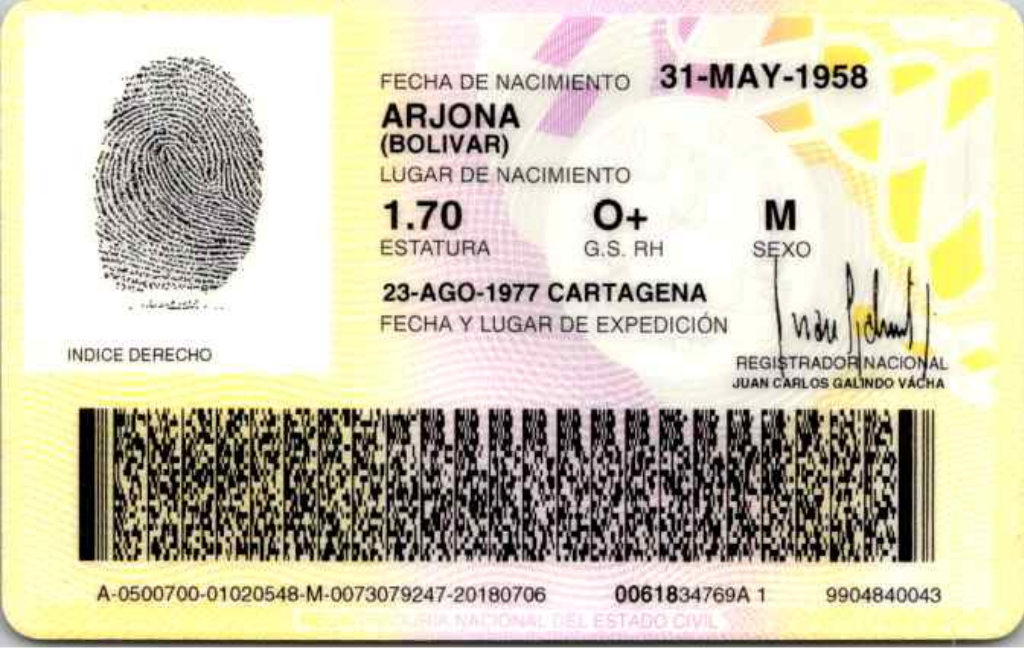 FECHA DE NACIMIENTO 31-MAY-1958
ARJONA
(BOLIVAR)
LUGAR DE NACIMIENTO
1.70 O+ M
ESTATURA G.S. RH SEXO
23-AGO-1977 CARTAGENA
FECHA Y LUGAR DE EXPEDICIÓN
INDICE DERECHO
REGISTRADOR NACIONAL
JUAN CARLOS GALINDO VÁCHA
A-0500700-01020548-M-0073079247-20180706 0061834769A 1 9904840043
NACIONAL DEL ESTADO CIVIL